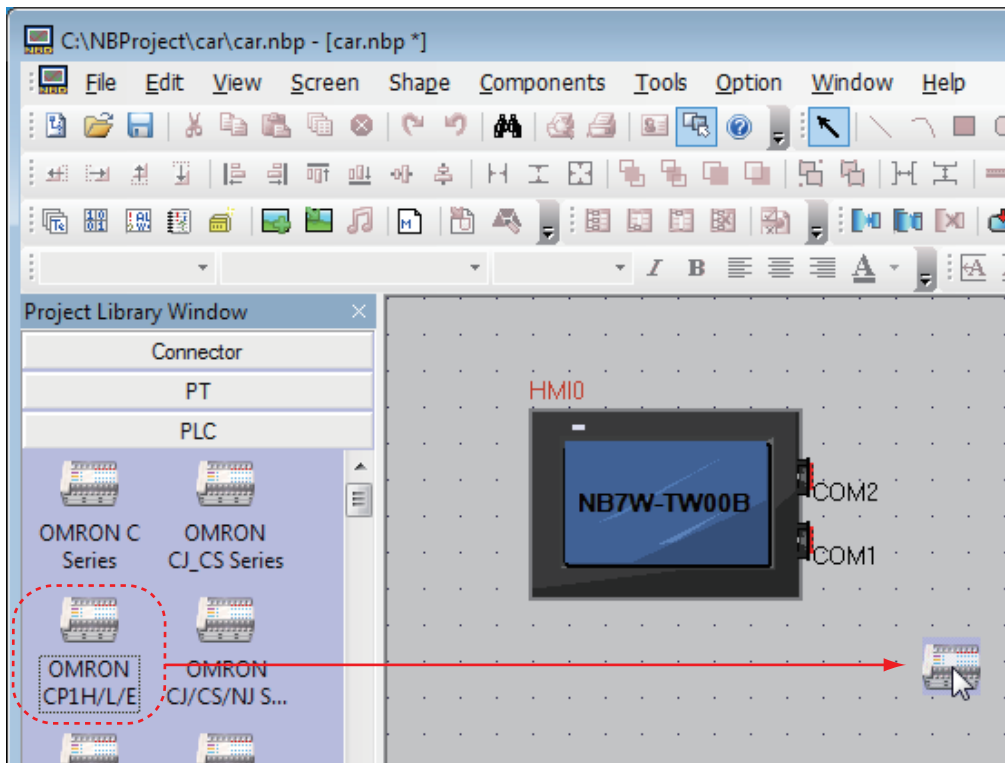 C:\NBProject\car\car.nbp - [car.nbp *]
File Edit View Screen Shape Components Tools Option Window Help
I B A A
Project Library Window
Connector
PT
PLC
OMRON C
Series
OMRON
CJ_CS Series
OMRON
CP1H/L/E
OMRON
CJ/CS/NJ S...
HMI0
NB7W-TW00B
COM2
COM1